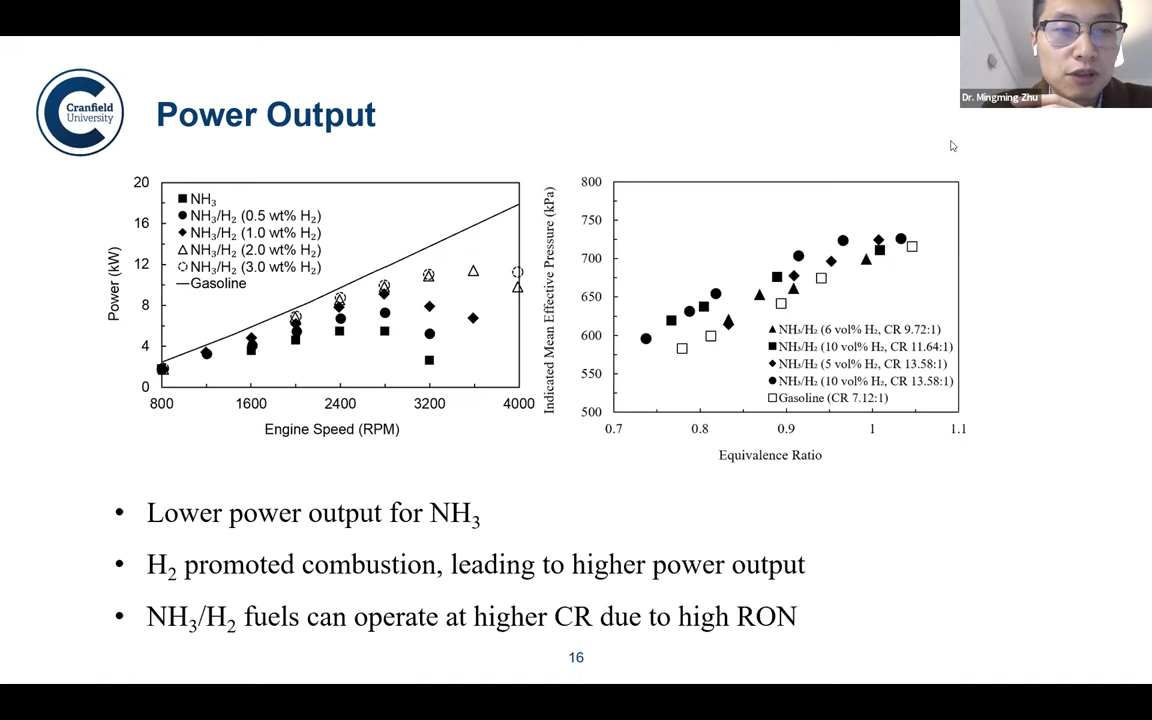 Dr. Mingming Zhu
Cranfield
University
Power Output
20
16
12
8
4
0
Power (kW)
NH₃
NH₃/H₂ (0.5 wt% H₂)
NH₃/H₂ (1.0 wt% H₂)
NH₃/H₂ (2.0 wt% H₂)
NH₃/H₂ (3.0 wt% H₂)
Gasoline
800
1600
2400
3200
4000
Engine Speed (RPM)
800
750
700
650
600
550
500
Indicated Mean Effective Pressure (kPa)
NH₃/H₂ (6 vol% H₂, CR 9.72:1)
NH₃/H₂ (10 vol% H₂, CR 11.64:1)
NH₃/H₂ (5 vol% H₂, CR 13.58:1)
NH₃/H₂ (10 vol% H₂, CR 13.58:1)
Gasoline (CR 7.12:1)
0.7
0.8
0.9
1
1.1
Equivalence Ratio
• Lower power output for NH₃
• H₂ promoted combustion, leading to higher power output
• NH₃/H₂ fuels can operate at higher CR due to high RON
16